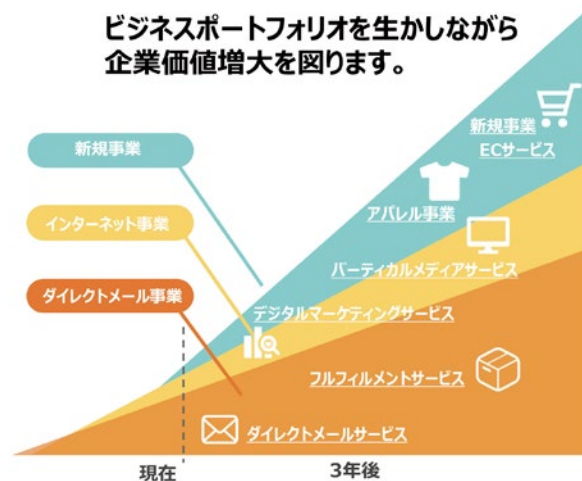 ビジネスポートフォリオを生かしながら
企業価値増大を図ります。
新規事業
インターネット事業
ダイレクトメール事業
新規事業
ECサービス
アパレル事業
バーティカルメディアサービス
デジタルマーケティングサービス
フルフィルメントサービス
ダイレクトメールサービス
現在
3年後